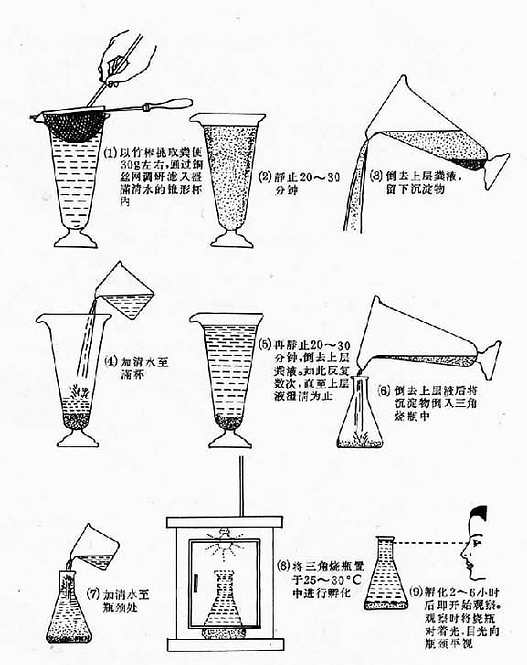 (1) 以竹棒挑取粪便
30g左右,通过铜
丝网调研滤入盛
满清水的锥形杯
内
(2) 静止20～30
分钟
(3) 倒去上层粪液,
留下沉淀物
(4) 加清水至
满杯
(5) 再静止20～30
分钟,倒去上层
粪液。如此反复
数次,直至上层
液澄清为止
(6) 倒去上层液后将
沉淀物倒入三角
烧瓶中
(7) 加清水至
瓶颈处
(8) 将三角烧瓶置
于25～30°C
中进行孵化
(9) 孵化2～6小时
后即开始观察。
观察时将烧瓶
对着光,目光向
瓶颈平视